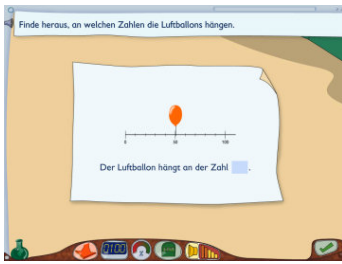 Finde heraus, an welchen Zahlen die Luftballons hängen.
0 50 100
Der Luftballon hängt an der Zahl .